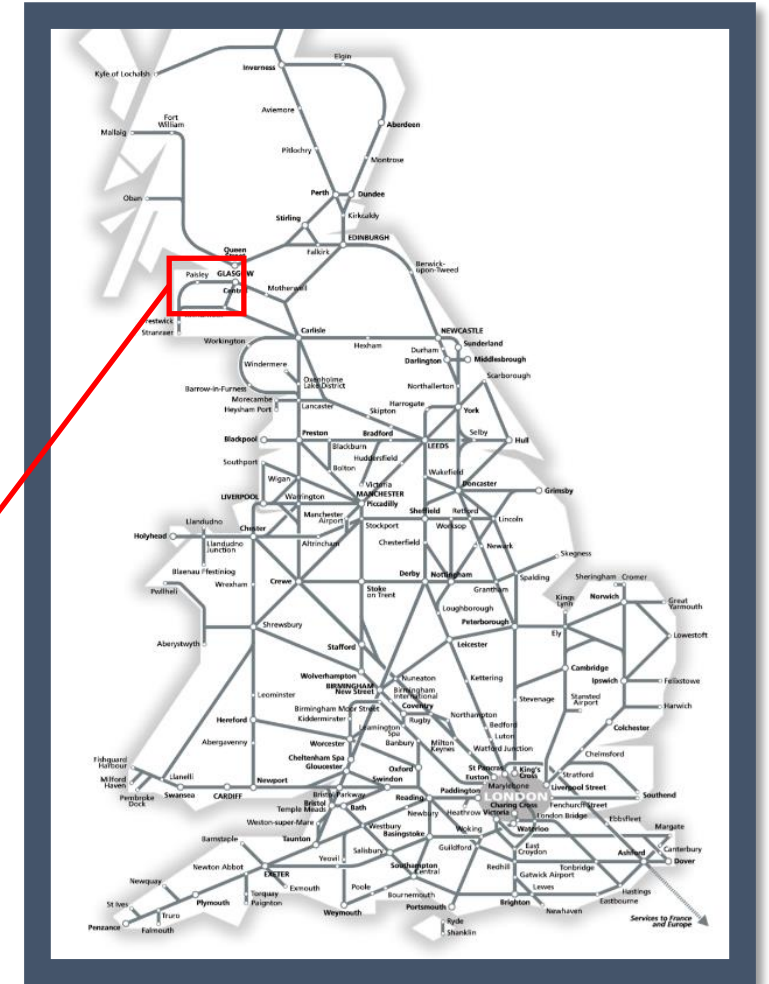 Elgin
Inverness
Kyle of Lochalsh
Aviemore
Fort
William
Aberdeen
Mallaig
Pitlochry
Montrose
Perth
Dundee
Oban
Stirling
Kirkcaldy
EDINBURGH
Queen
Falkirk
Berwick-
upon-Tweed
Paisley
GLASGOW
Central
Motherwell
Stranraer
Carlisle
NEWCASTLE
Workington
Hexham
Sunderland
Durham
Darlington
Middlesbrough
Windermere
Scarborough
Oxenholme
Lake District
Northallerton
Barrow-in-Furness
Morecambe
Heysham Port
Lancaster
Harrogate
York
Skipton
Blackpool
Preston
Bradford
Selby
Blackburn
LEEDS
Hull
Huddersfield
Southport
Bolton
Wakefield
Wigan
Victoria
Doncaster
LIVERPOOL
Warrington
MANCHESTER
Piccadilly
Grimsby
Manchester
Airport
Sheffield
Retford
Llandudno
Chester
Stockport
Worksop
Lincoln
Holyhead
Llandudno
Junction
Altrincham
Chesterfield
Newark
Skegness
Blaenau Ffestiniog
Derby
Nottingham
Spalding
Sheringham
Cromer
Wrexham
Crewe
Stoke
on Trent
Grantham
Pwllheli
Kings
Lynn
Norwich
Great
Yarmouth
Loughborough
Peterborough
Shrewsbury
Ely
Lowestoft
Aberystwyth
Stafford
Leicester
Wolverhampton
Cambridge
BIRMINGHAM
New Street
Nuneaton
Kettering
Ipswich
Felixstowe
Birmingham
International
Leominster
Stevenage
Stansted
Airport
Birmingham Moor Street
Coventry
Harwich
Kidderminster
Rugby
Northampton
Hereford
Leamington
Spa
Bedford
Colchester
Worcester
Banbury
Milton
Keynes
Luton
Abergavenny
Watford Junction
Chelmsford
Cheltenham Spa
Gloucester
Fishguard
Harbour
Oxford
St Pancras
Euston
King's
Cross
Stratford
Llanelli
Swindon
Milford
Haven
Newport
Paddington
Marylebone
Liverpool Street
Pembroke
Dock
Swansea
CARDIFF
Bristol Parkway
Bristol
Temple Meads
Bath
Reading
LONDON
Southend
Heathrow
Victoria
Charing Cross
Fenchurch Street
Newbury
London Bridge
Ebbsfleet
Weston-super-Mare
Westbury
Woking
Waterloo
Margate
Barnstaple
Taunton
Basingstoke
Guildford
East
Croydon
Canterbury
Salisbury
Ashford
Dover
Yeovil
Newton Abbot
Southampton
Central
Redhill
Tonbridge
EXETER
Gatwick Airport
Newquay
Exmouth
Poole
Lewes
Hastings
St Ives
Torquay
Paignton
Bournemouth
Eastbourne
Plymouth
Brighton
Truro
Weymouth
Portsmouth
Newhaven
Penzance
Falmouth
Ryde
Shanklin
Services to France
and Europe